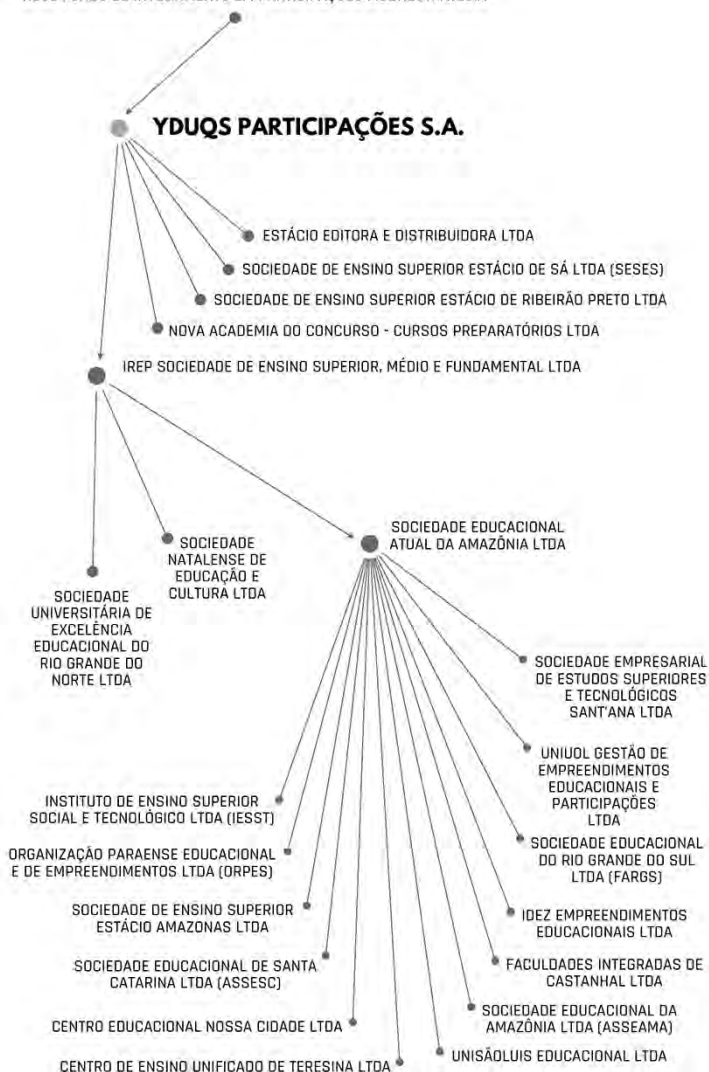 YDUQS PARTICIPAÇÕES S.A.
ESTÁCIO EDITORA E DISTRIBUIDORA LTDA
SOCIEDADE DE ENSINO SUPERIOR ESTÁCIO DE SÁ LTDA (SESES)
SOCIEDADE DE ENSINO SUPERIOR ESTÁCIO DE RIBEIRÃO PRETO LTDA
NOVA ACADEMIA DO CONCURSO - CURSOS PREPARATÓRIOS LTDA
IREP SOCIEDADE DE ENSINO SUPERIOR, MÉDIO E FUNDAMENTAL LTDA
SOCIEDADE EDUCACIONAL
ATUAL DA AMAZÔNIA LTDA
SOCIEDADE
NATALENSE DE
EDUCAÇÃO E
CULTURA LTDA
SOCIEDADE
UNIVERSITÁRIA DE
EXCELÊNCIA
EDUCACIONAL DO
RIO GRANDE DO
NORTE LTDA
SOCIEDADE EMPRESARIAL
DE ESTUDOS SUPERIORES
E TECNOLÓGICOS
SANT'ANA LTDA
UNIUOL GESTÃO DE
EMPREENDIMENTOS
EDUCACIONAIS E
PARTICIPAÇÕES
LTDA
INSTITUTO DE ENSINO SUPERIOR
SOCIAL E TECNOLÓGICO LTDA (IESST)
SOCIEDADE EDUCACIONAL
DO RIO GRANDE DO SUL
LTDA (FARGS)
ORGANIZAÇÃO PARAENSE EDUCACIONAL
E DE EMPREENDIMENTOS LTDA (ORPES)
IDEZ EMPREENDIMENTOS
EDUCACIONAIS LTDA
SOCIEDADE DE ENSINO SUPERIOR
ESTÁCIO AMAZONAS LTDA
FACULDADES INTEGRADAS DE
CASTANHAL LTDA
SOCIEDADE EDUCACIONAL DE SANTA
CATARINA LTDA (ASSESC)
SOCIEDADE EDUCACIONAL DA
AMAZÔNIA LTDA (ASSEAMA)
CENTRO EDUCACIONAL NOSSA CIDADE LTDA
UNISÃOLUIS EDUCACIONAL LTDA
CENTRO DE ENSINO UNIFICADO DE TERESINA LTDA